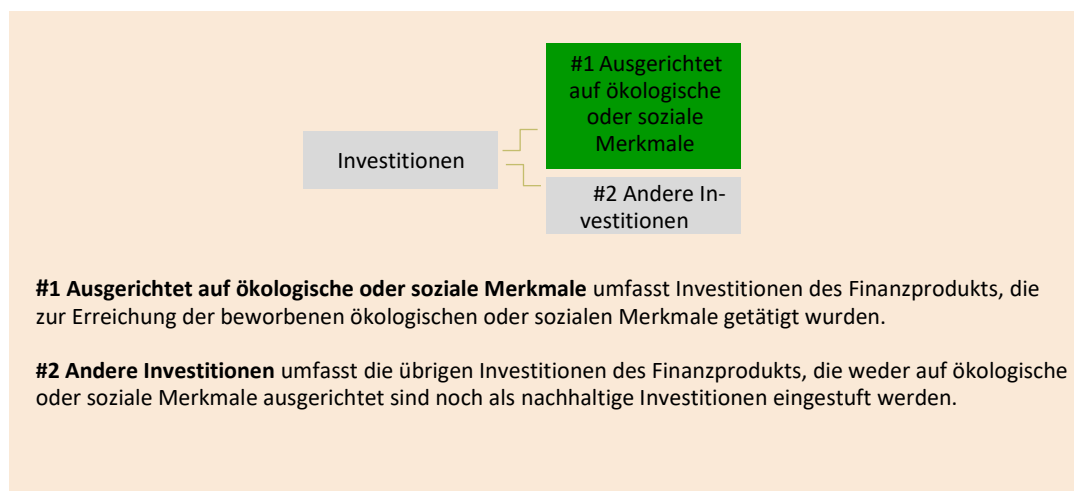 #1 Ausgerichtet
auf ökologische
oder soziale
Merkmale
Investitionen
#2 Andere In-
vestitionen
#1 Ausgerichtet auf ökologische oder soziale Merkmale umfasst Investitionen des Finanzprodukts, die
zur Erreichung der beworbenen ökologischen oder sozialen Merkmale getätigt wurden.
#2 Andere Investitionen umfasst die übrigen Investitionen des Finanzprodukts, die weder auf ökologische
oder soziale Merkmale ausgerichtet sind noch als nachhaltige Investitionen eingestuft werden.